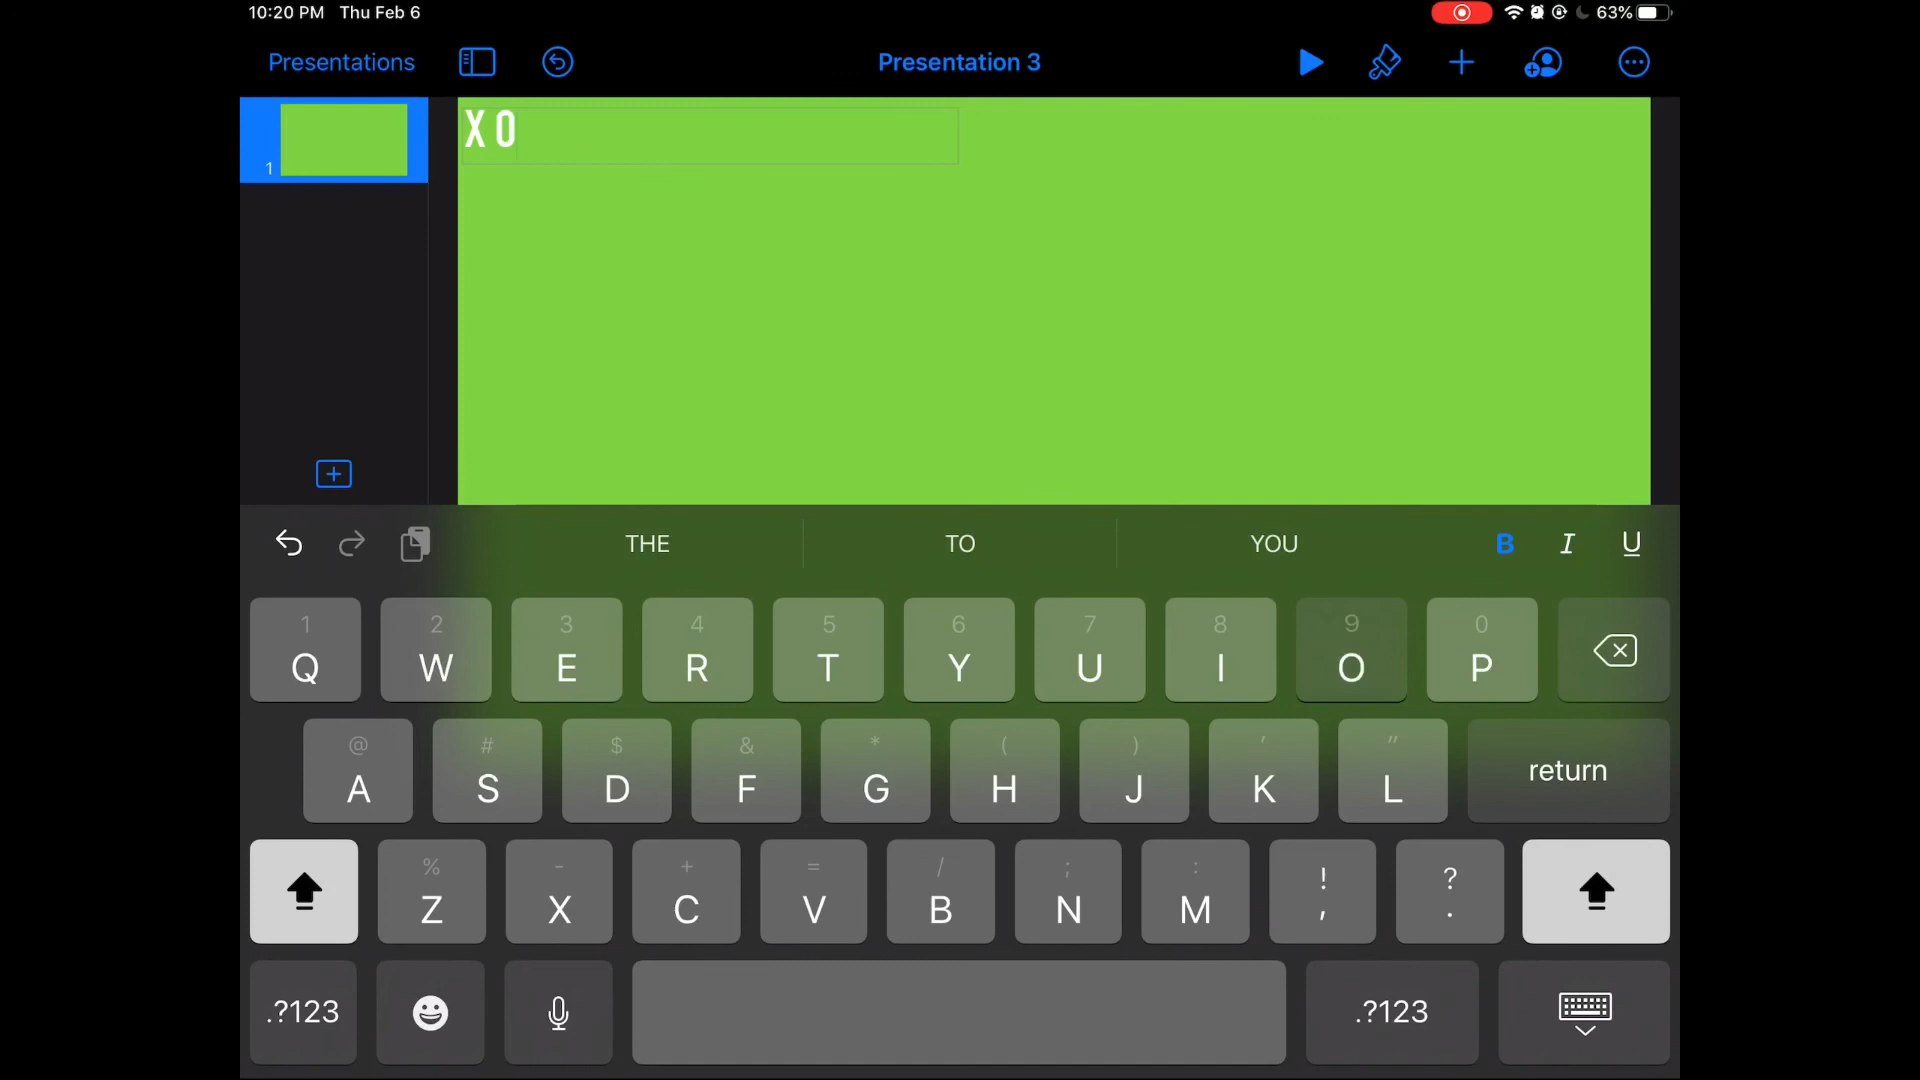 10:20 PM Thu Feb 6 63%
Presentations Presentation 3
1
X O
THE TO YOU B I U
1 2 3 4 5 6 7 8 9 0
Q W E R T Y U I O P
@ # $ & * ( ) ' "
A S D F G H J K L return
% - + = / ; : ! ?
Z X C V B N M , .
.?123 .?123